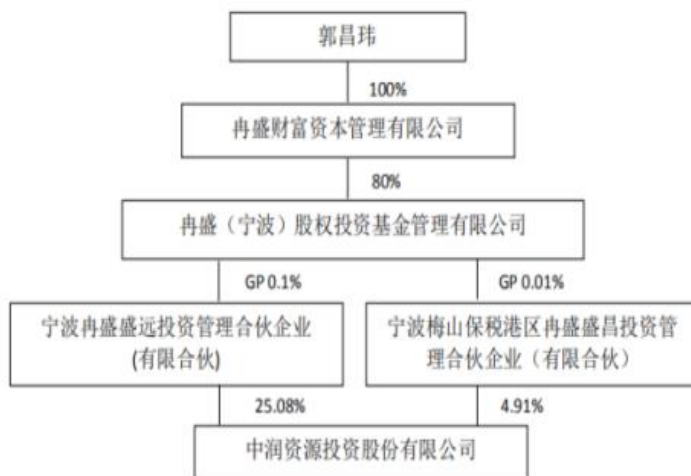 郭昌玮
100%
冉盛财富资本管理有限公司
80%
冉盛（宁波）股权投资基金管理有限公司
GP 0.1%
GP 0.01%
宁波冉盛盛远投资管理合伙企业
(有限合伙)
宁波梅山保税港区冉盛盛昌投资管
理合伙企业（有限合伙）
25.08%
4.91%
中润资源投资股份有限公司